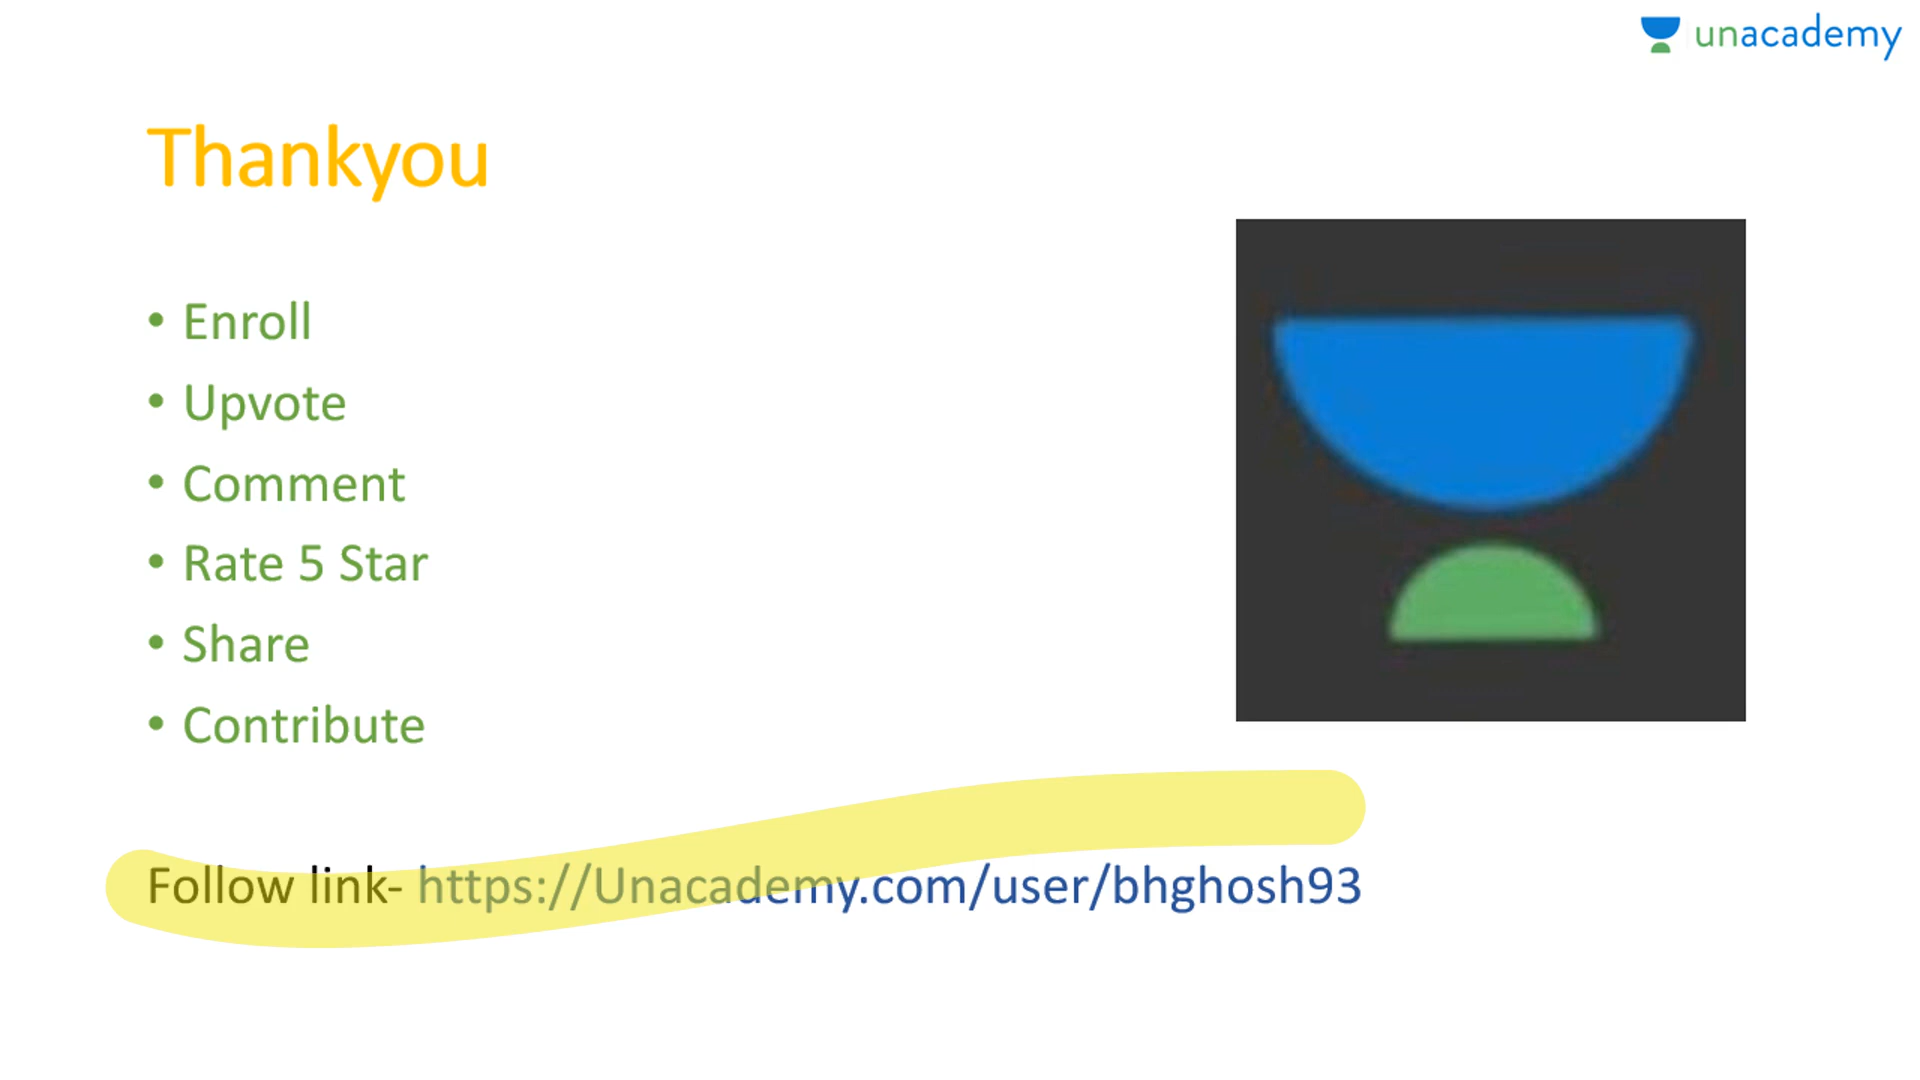 unacademy
Thankyou
• Enroll
• Upvote
• Comment
• Rate 5 Star
• Share
• Contribute
Follow link- https://Unacademy.com/user/bhghosh93